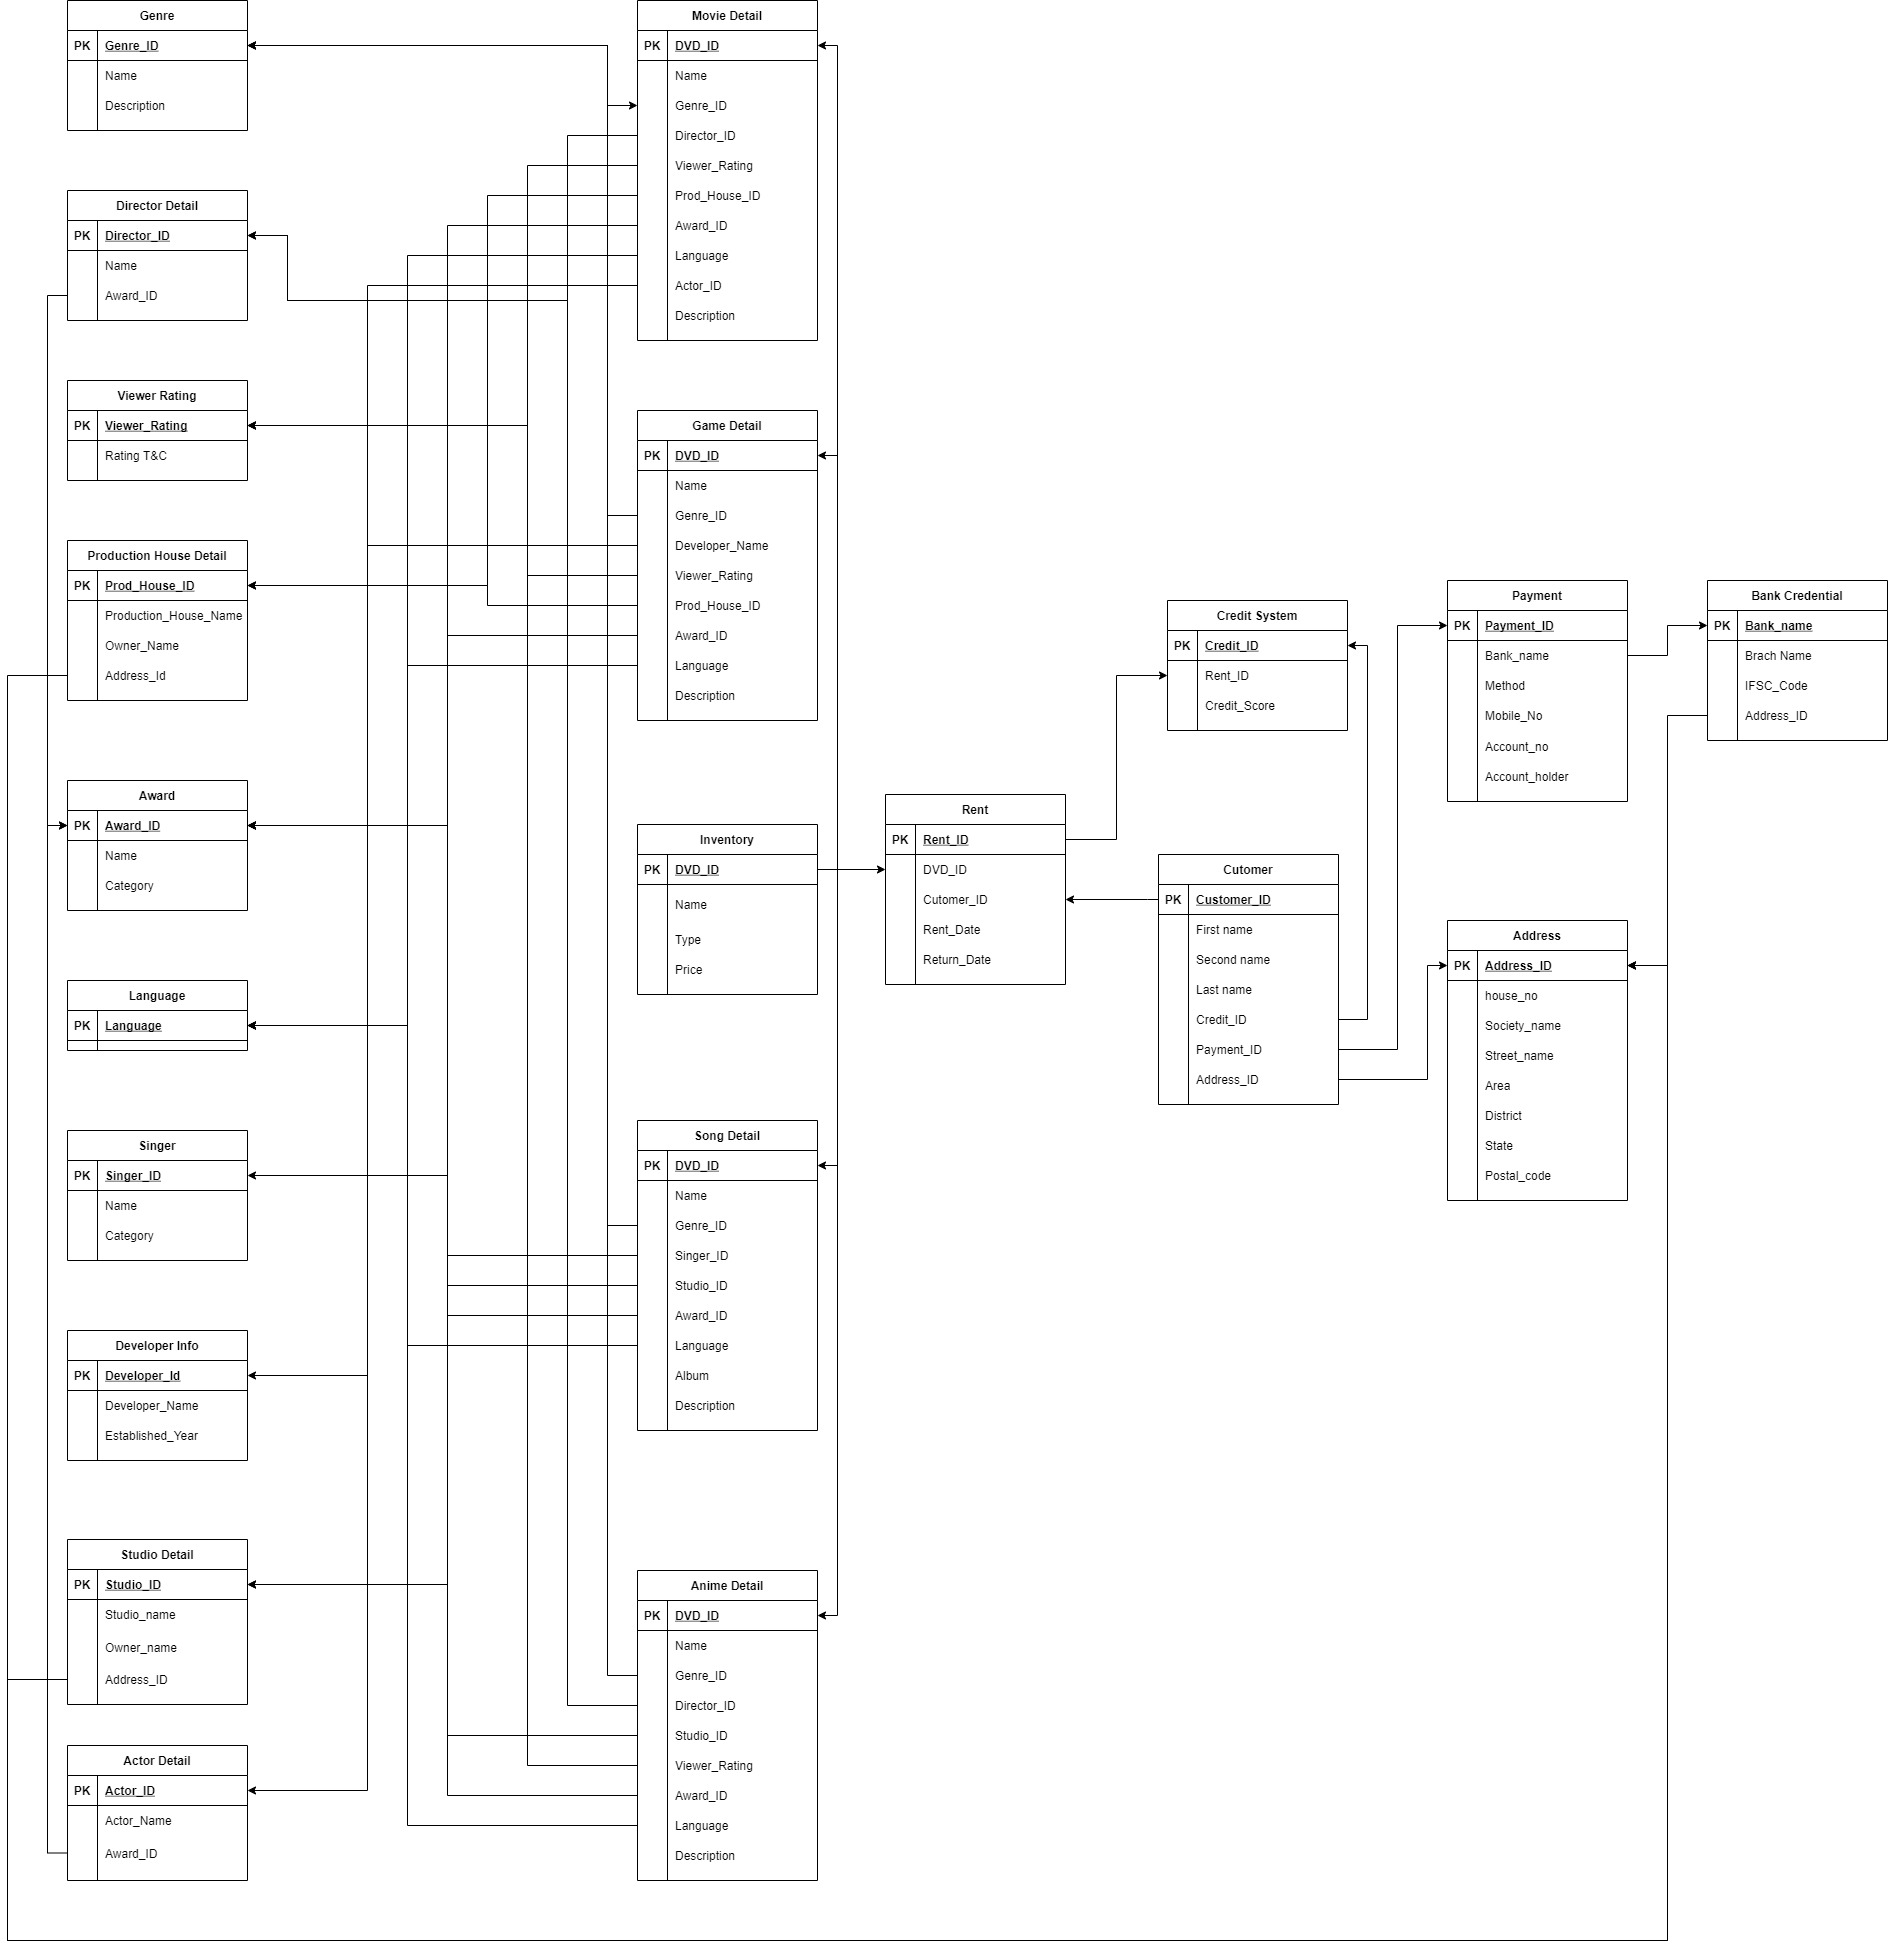 Genre
PK Genre_ID
Name
Description
Director Detail
PK Director_ID
Name
Award_ID
Viewer Rating
PK Viewer_Rating
Rating T&C
Production House Detail
PK Prod_House_ID
Production_House_Name
Owner_Name
Address_Id
Award
PK Award_ID
Name
Category
Language
PK Language
Singer
PK Singer_ID
Name
Category
Developer Info
PK Developer_Id
Developer_Name
Established_Year
Studio Detail
PK Studio_ID
Studio_name
Owner_name
Address_ID
Actor Detail
PK Actor_ID
Actor_Name
Award_ID
Movie Detail
PK DVD_ID
Name
Genre_ID
Director_ID
Viewer_Rating
Prod_House_ID
Award_ID
Language
Actor_ID
Description
Game Detail
PK DVD_ID
Name
Genre_ID
Developer_Name
Viewer_Rating
Prod_House_ID
Award_ID
Language
Description
Inventory
PK DVD_ID
Name
Type
Price
Song Detail
PK DVD_ID
Name
Genre_ID
Singer_ID
Studio_ID
Award_ID
Language
Album
Description
Anime Detail
PK DVD_ID
Name
Genre_ID
Director_ID
Studio_ID
Viewer_Rating
Award_ID
Language
Description
Rent
PK Rent_ID
DVD_ID
Cutomer_ID
Rent_Date
Return_Date
Credit System
PK Credit_ID
Rent_ID
Credit_Score
Cutomer
PK Customer_ID
First name
Second name
Last name
Credit_ID
Payment_ID
Address_ID
Payment
PK Payment_ID
Bank_name
Method
Mobile_No
Account_no
Account_holder
Address
PK Address_ID
house_no
Society_name
Street_name
Area
District
State
Postal_code
Bank Credential
PK Bank_name
Brach Name
IFSC_Code
Address_ID